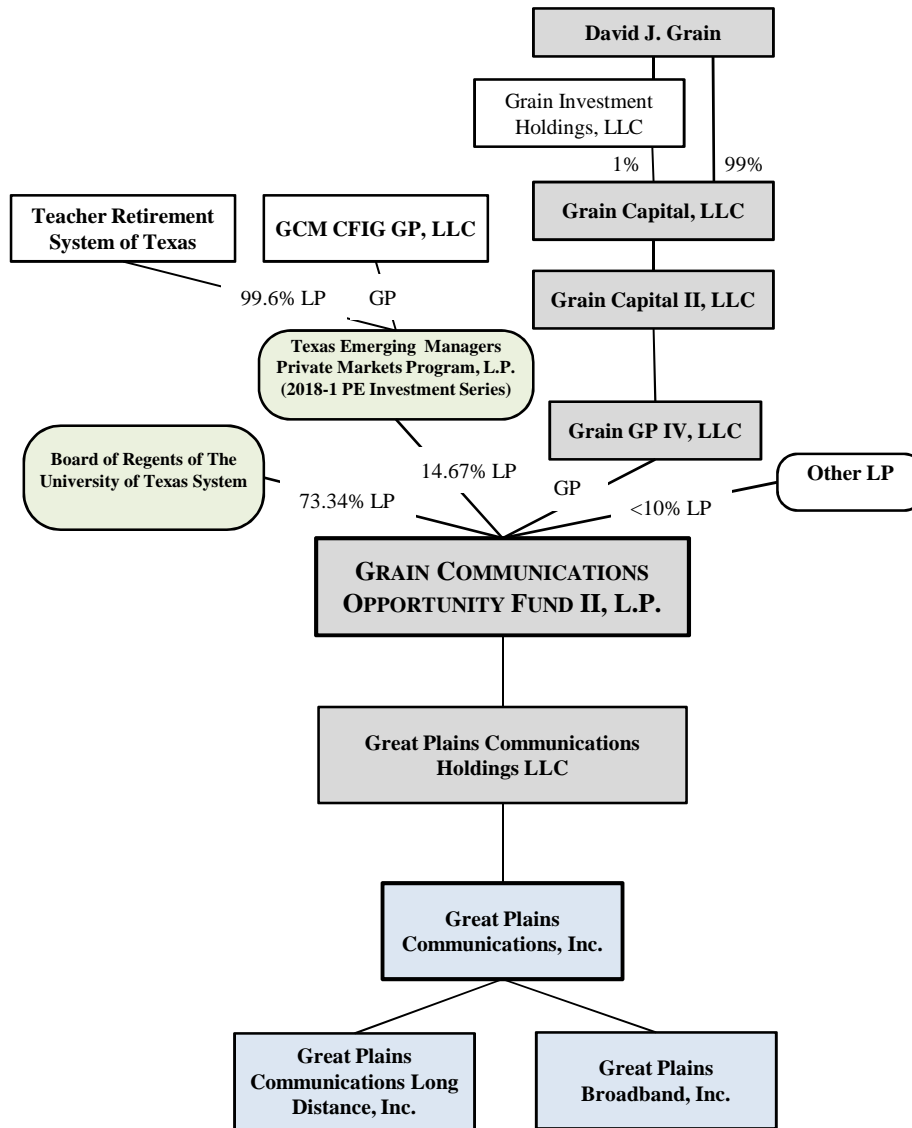 David J. Grain
Grain Investment
Holdings, LLC
1%
99%
Teacher Retirement
System of Texas
GCM CFIG GP, LLC
Grain Capital, LLC
99.6% LP
GP
Grain Capital II, LLC
Texas Emerging Managers
Private Markets Program, L.P.
(2018-1 PE Investment Series)
Grain GP IV, LLC
Board of Regents of The
University of Texas System
73.34% LP
14.67% LP
GP
<10% LP
Other LP
GRAIN COMMUNICATIONS
OPPORTUNITY FUND II, L.P.
Great Plains Communications
Holdings LLC
Great Plains
Communications, Inc.
Great Plains
Communications Long
Distance, Inc.
Great Plains
Broadband, Inc.